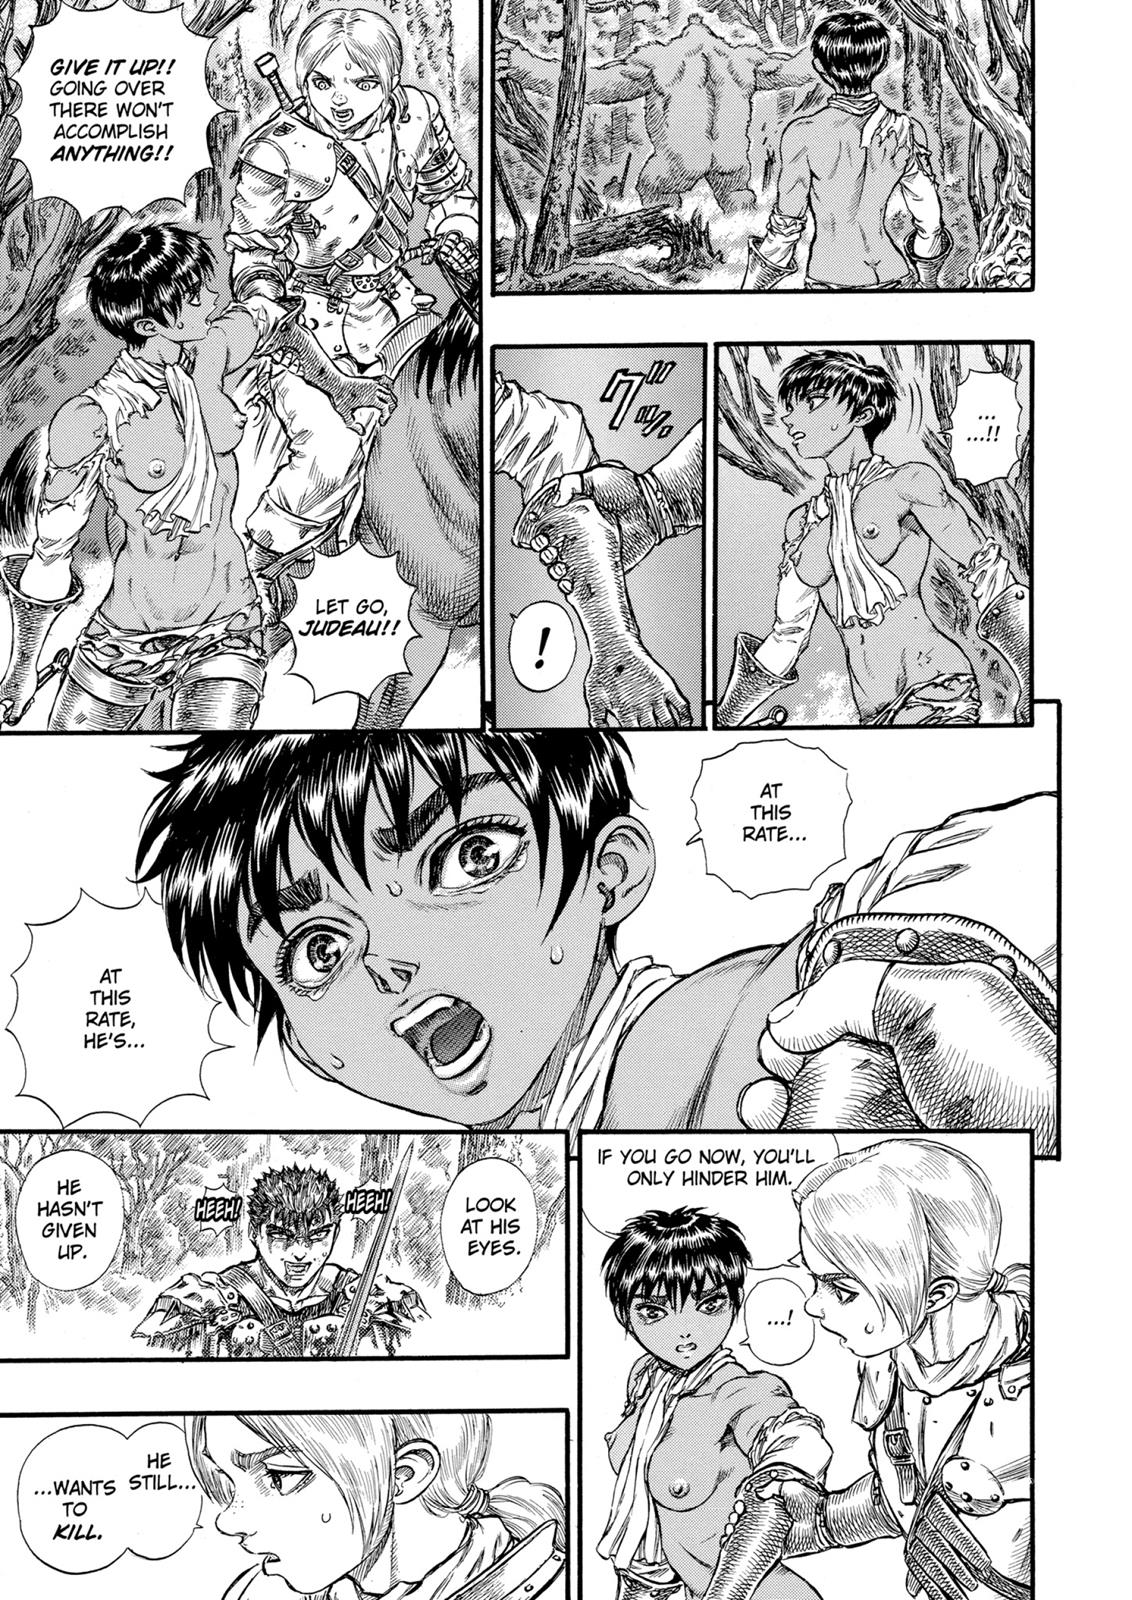 ...
...!!
グッ
!
GIVE IT UP!!
GOING OVER
THERE WON'T
ACCOMPLISH
ANYTHING!!
LET GO,
JUDEAU!!
AT
THIS
RATE...
AT
THIS
RATE,
HE'S...
IF YOU GO NOW, YOU'LL
ONLY HINDER HIM.
...!
LOOK
AT HIS
EYES.
HEEH!
HEEH!
HE
HASN'T
GIVEN
UP.
HE
STILL...
...WANTS
TO
KILL.